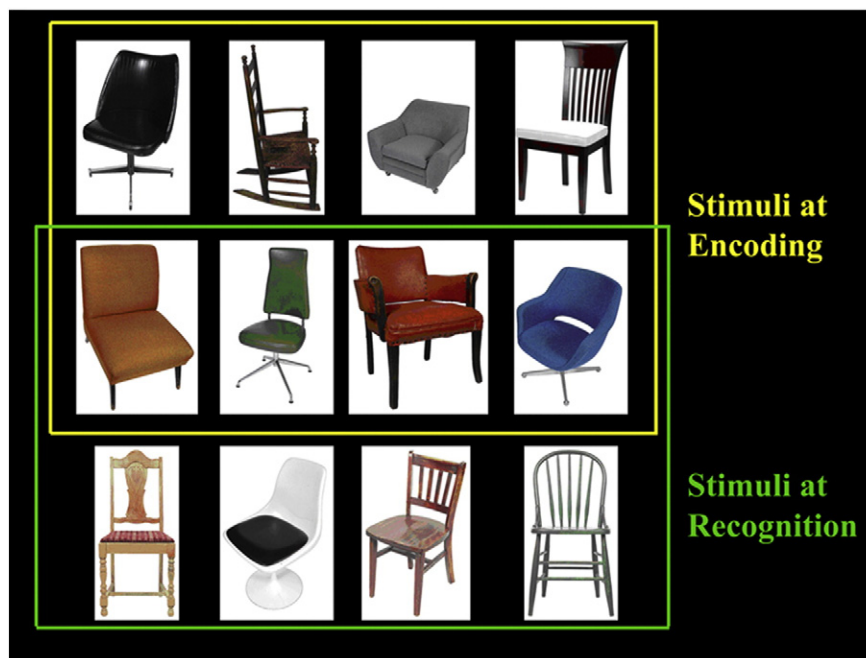 Stimuli at
Encoding
Stimuli at
Recognition